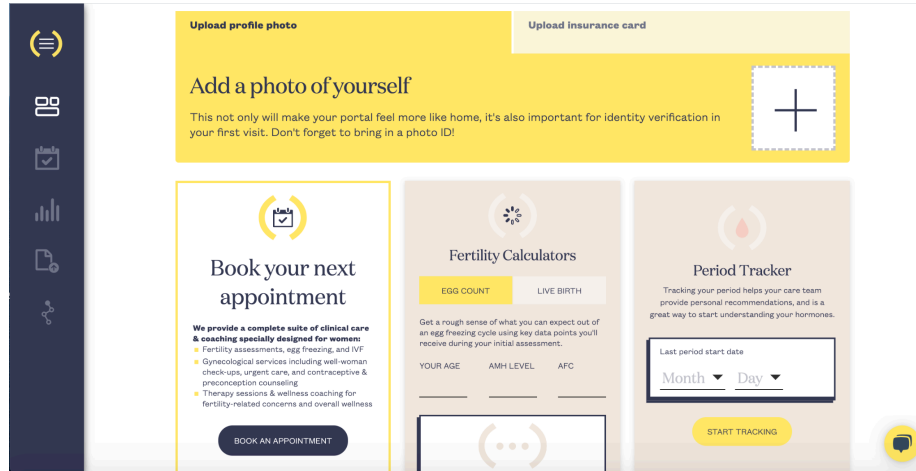 Upload profile photo
Upload insurance card
Add a photo of yourself
This not only will make your portal feel more like home, it's also important for identity verification in
your first visit. Don't forget to bring in a photo ID!
Book your next
appointment
We provide a complete suite of clinical care
& coaching specially designed for women:
Fertility assessments, egg freezing, and IVF
Gynecological services including well-woman
check-ups, urgent care, and contraceptive &
preconception counseling
Therapy sessions & wellness coaching for
fertility-related concerns and overall wellness
BOOK AN APPOINTMENT
Fertility Calculators
EGG COUNT
LIVE BIRTH
Get a rough sense of what you can expect out of
an egg freezing cycle using key data points you'll
receive during your initial assessment.
YOUR AGE
AMH LEVEL
AFC
Period Tracker
Tracking your period helps your care team
provide personal recommendations, and is a
great way to start understanding your hormones.
Last period start date
Month
Day
START TRACKING